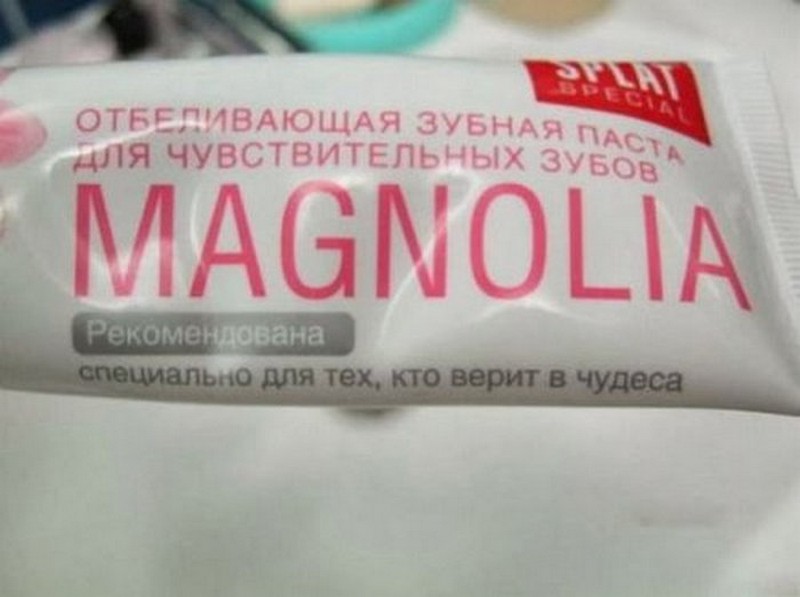 SPLAT
SPECIAL
ОТБЕЛИВАЮЩАЯ ЗУБНАЯ ПАСТА
ДЛЯ ЧУВСТВИТЕЛЬНЫХ ЗУБОВ
MAGNOLIA
Рекомендована
специально для тех, кто верит в чудеса